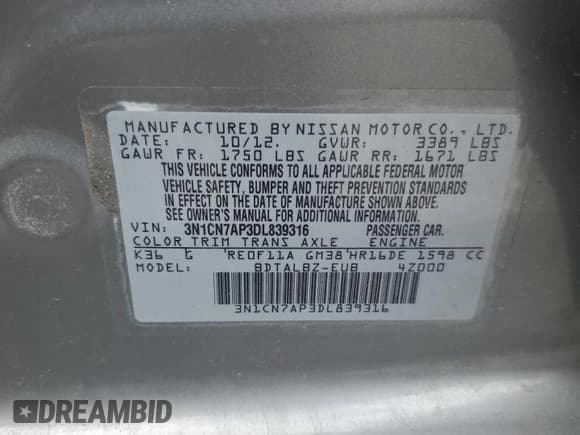 MANUFACTURED BY NISSAN MOTOR CO., LTD.
DATE: 10/12. GVWR: 3389 LBS
GAWR FR: 1750 LBS GAWR RR: 1671 LBS
THIS VEHICLE CONFORMS TO ALL APPLICABLE FEDERAL MOTOR
VEHICLE SAFETY, BUMPER AND THEFT PREVENTION STANDARDS
IN EFFECT ON THE DATE OF MANUFACTURE SHOWN ABOVE.
SEE OWNER'S MANUAL FOR ADDITIONAL INFORMATION.
VIN: 3N1CN7AP3DL839316 PASSENGER CAR.
COLOR TRIM TRANS AXLE ENGINE
K36 G RE0F11A GM38 HR16DE 1598 CC
MODEL: BDTALBZ-EUB 4Z000
3N1CN7AP3DL839316
DREAMBID